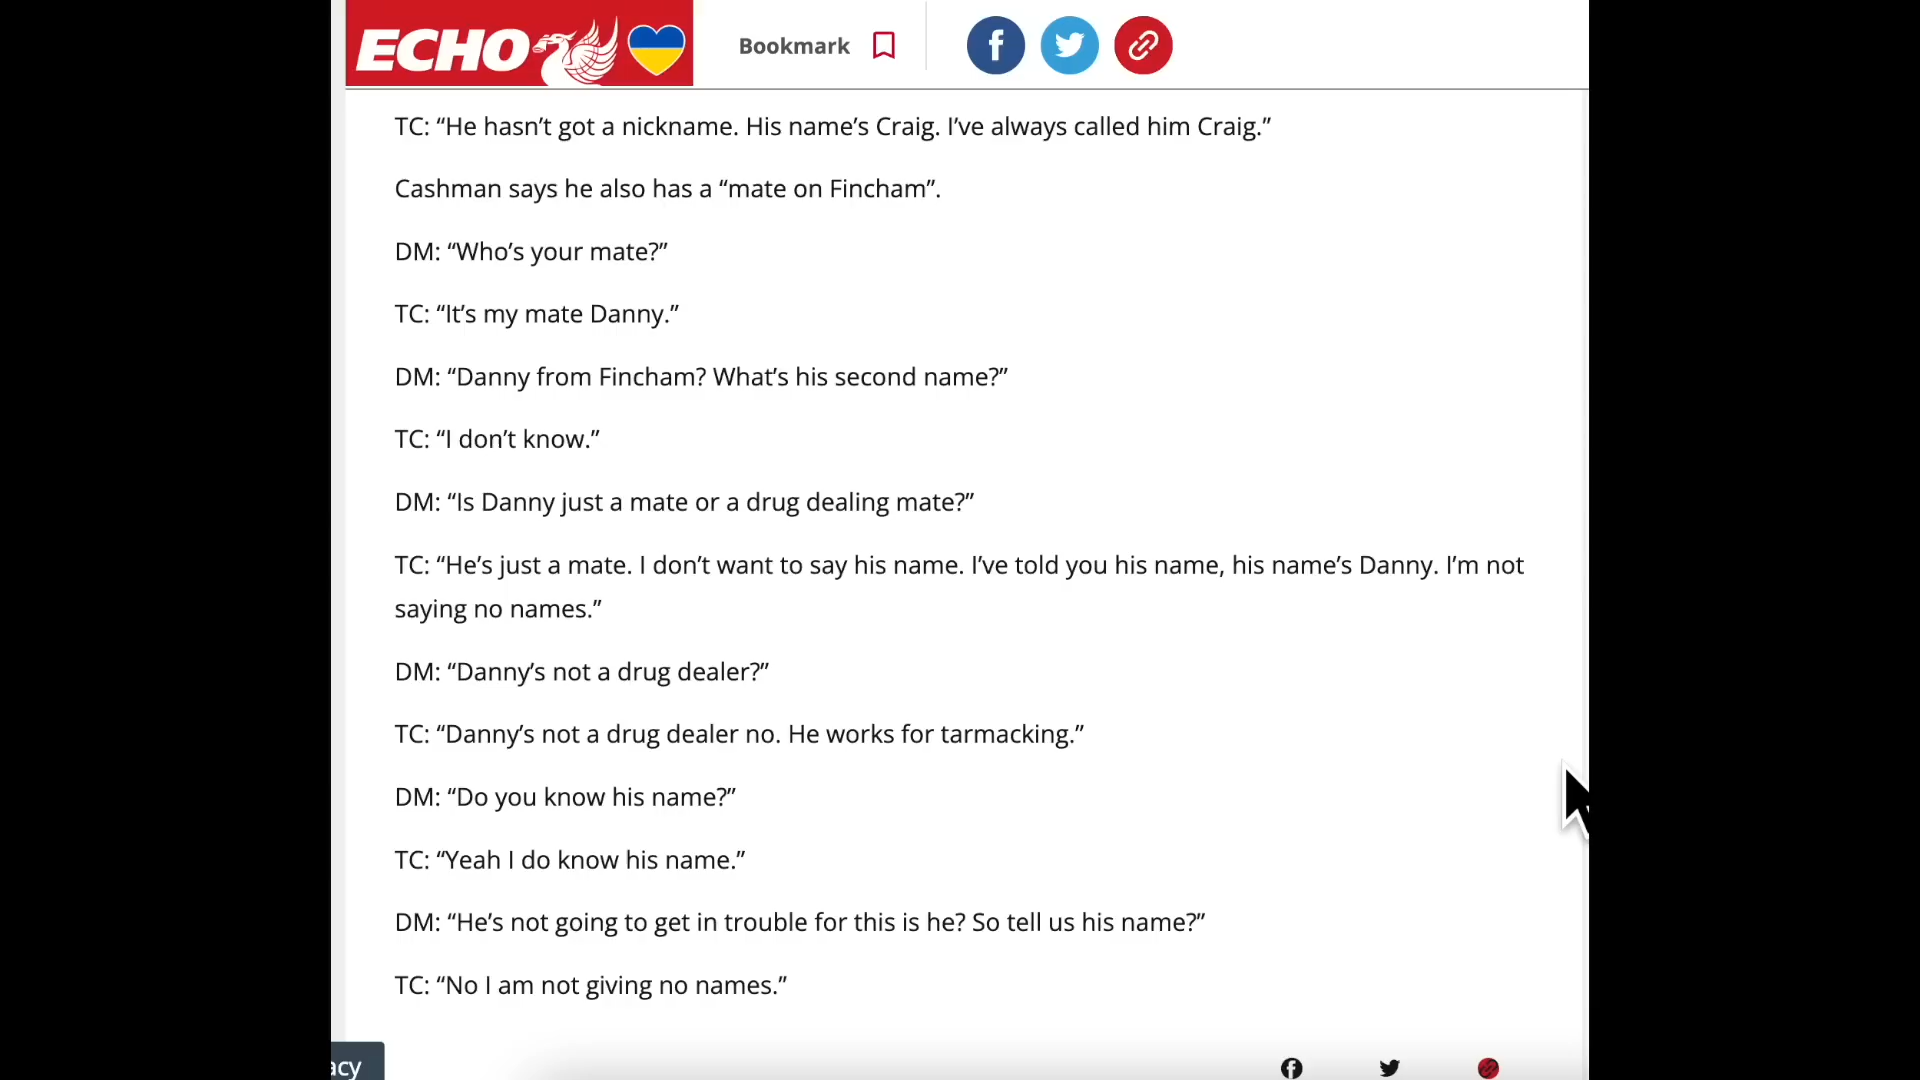 ECHO
Bookmark
TC: “He hasn’t got a nickname. His name’s Craig. I’ve always called him Craig.”
Cashman says he also has a “mate on Fincham”.
DM: “Who’s your mate?”
TC: “It’s my mate Danny.”
DM: “Danny from Fincham? What’s his second name?”
TC: “I don’t know.”
DM: “Is Danny just a mate or a drug dealing mate?”
TC: “He’s just a mate. I don’t want to say his name. I’ve told you his name, his name’s Danny. I’m not
saying no names.”
DM: “Danny’s not a drug dealer?”
TC: “Danny’s not a drug dealer no. He works for tarmacking.”
DM: “Do you know his name?”
TC: “Yeah I do know his name.”
DM: “He’s not going to get in trouble for this is he? So tell us his name?”
TC: “No I am not giving no names.”
acy